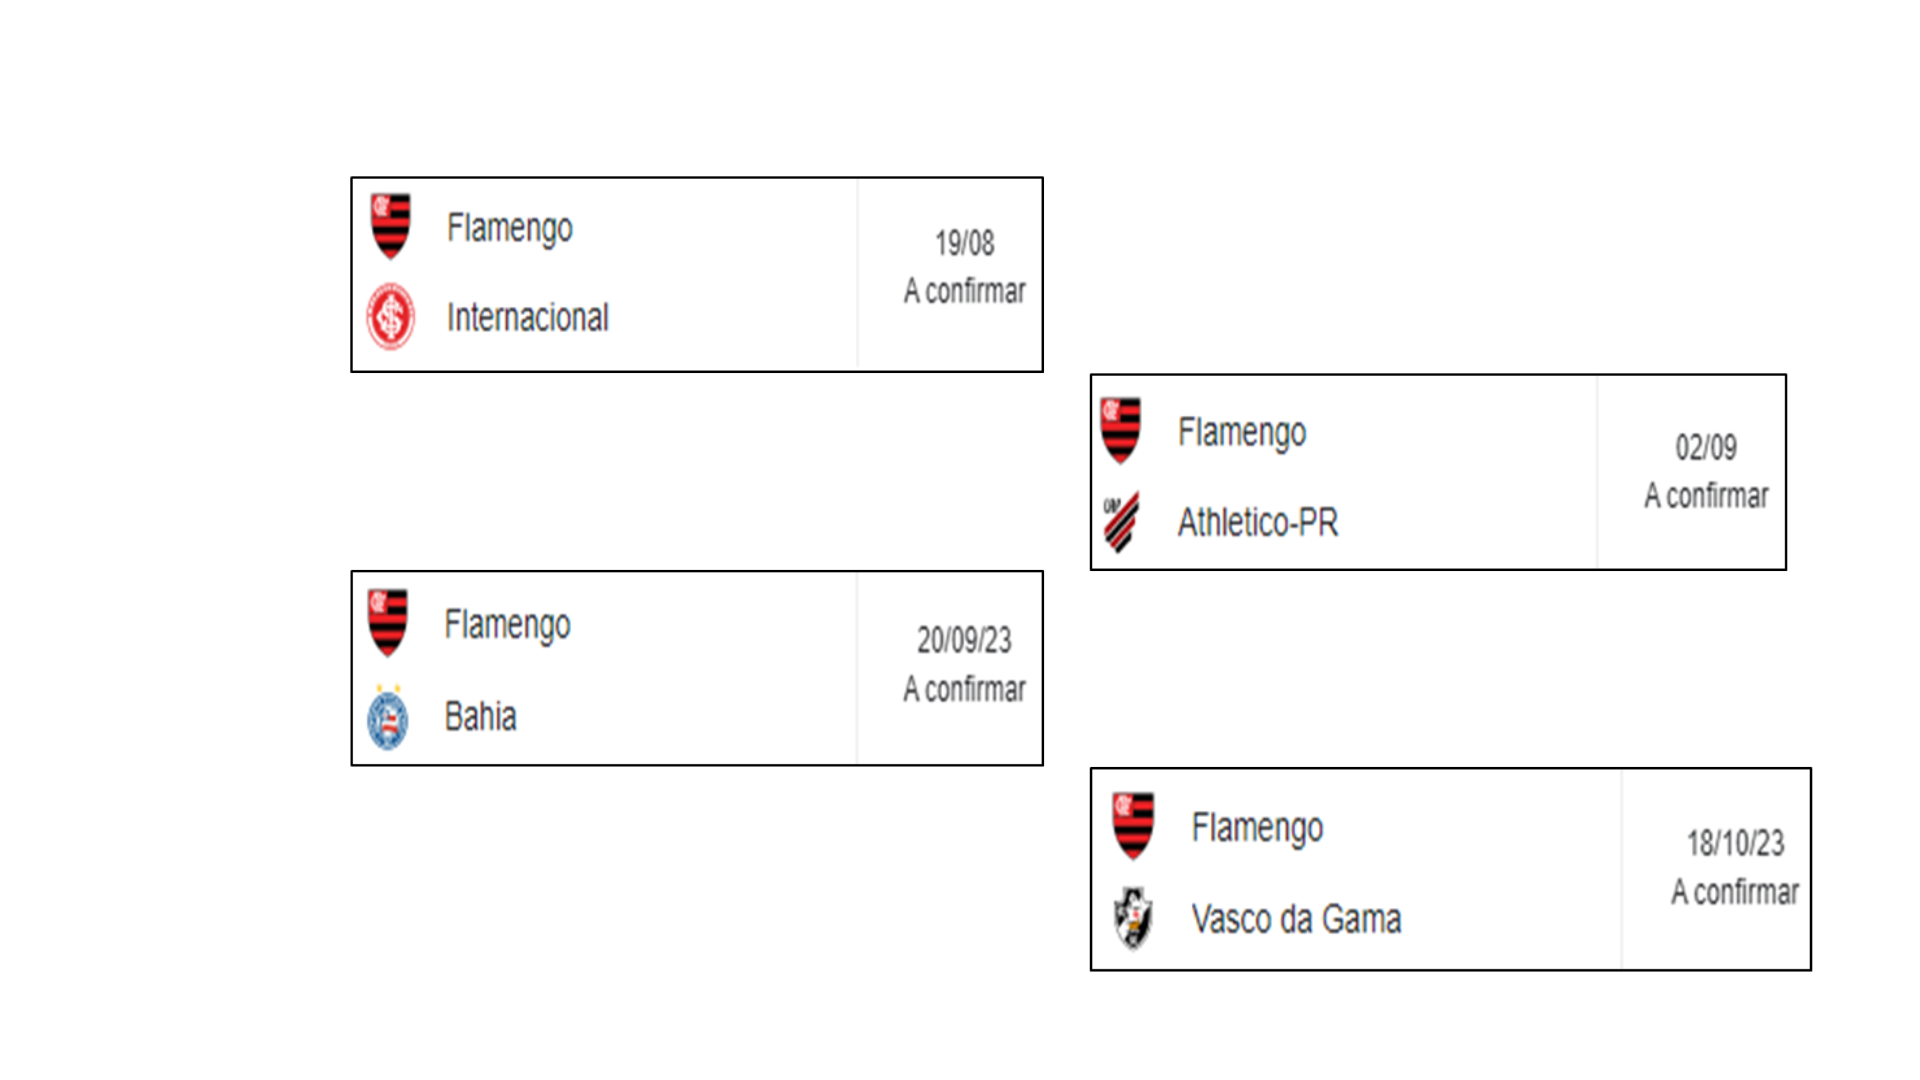 Flamengo
Internacional
19/08
A confirmar
Flamengo
Athletico-PR
02/09
A confirmar
Flamengo
Bahia
20/09/23
A confirmar
Flamengo
Vasco da Gama
18/10/23
A confirmar